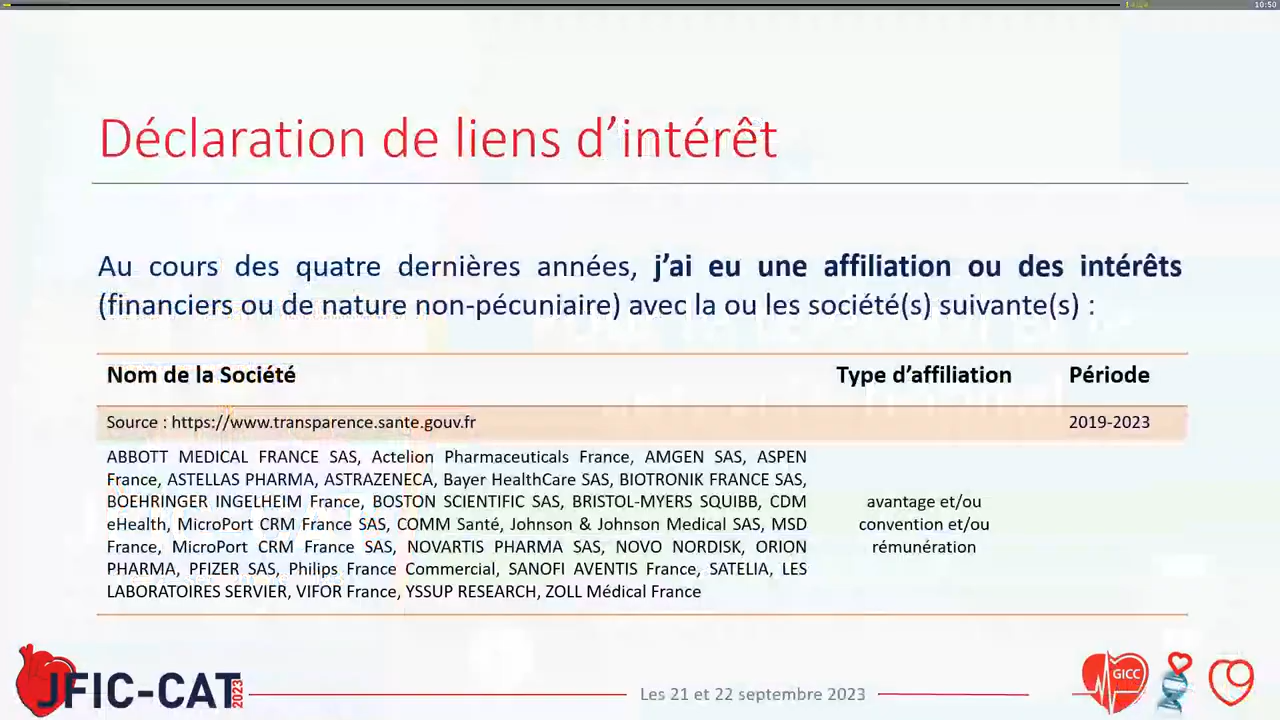 10:50
Déclaration de liens d’intérêt
Au cours des quatre dernières années, j’ai eu une affiliation ou des intérêts
(financiers ou de nature non-pécuniaire) avec la ou les société(s) suivante(s) :
Nom de la Société Type d’affiliation Période
Source : https://www.transparence.sante.gouv.fr 2019-2023
ABBOTT MEDICAL FRANCE SAS, Actelion Pharmaceuticals France, AMGEN SAS, ASPEN
France, ASTELLAS PHARMA, ASTRAZENECA, Bayer HealthCare SAS, BIOTRONIK FRANCE SAS,
BOEHRINGER INGELHEIM France, BOSTON SCIENTIFIC SAS, BRISTOL-MYERS SQUIBB, CDM
eHealth, MicroPort CRM France SAS, COMM Santé, Johnson & Johnson Medical SAS, MSD
France, MicroPort CRM France SAS, NOVARTIS PHARMA SAS, NOVO NORDISK, ORION
PHARMA, PFIZER SAS, Philips France Commercial, SANOFI AVENTIS France, SATELIA, LES
LABORATOIRES SERVIER, VIFOR France, YSSUP RESEARCH, ZOLL Médical France
avantage et/ou
convention et/ou
rémunération
JFIC-CAT 2023
Les 21 et 22 septembre 2023
GICC